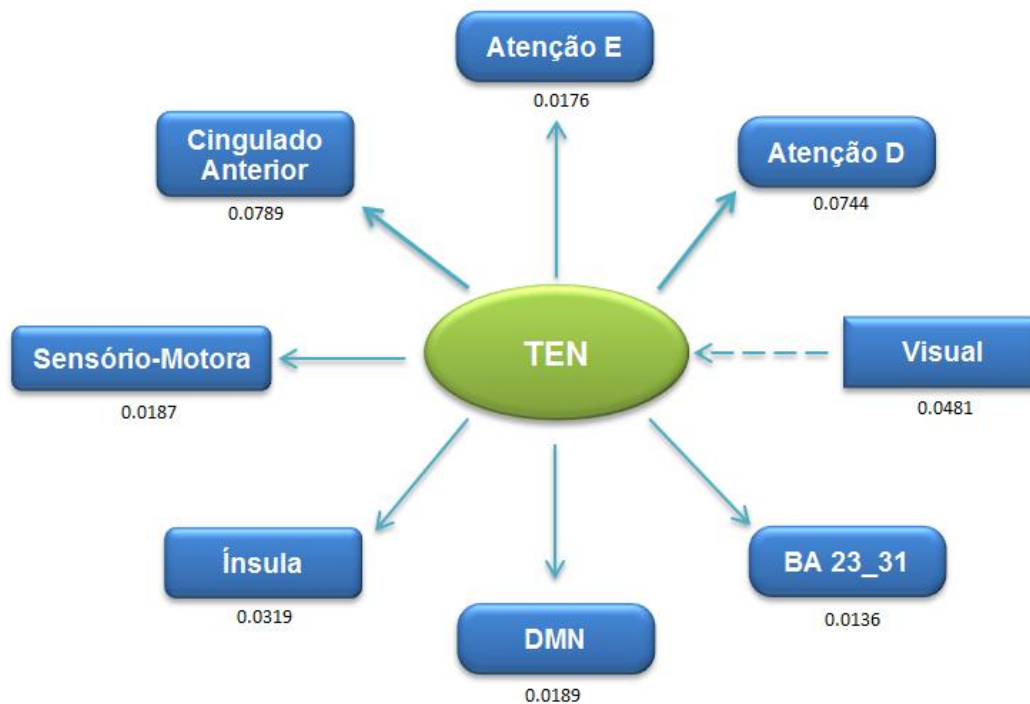 Atenção E
0.0176
Cingulado
Anterior
0.0789
Atenção D
0.0744
Sensório-Motora
0.0187
TEN
Visual
0.0481
Ínsula
0.0319
DMN
0.0189
BA 23_31
0.0136